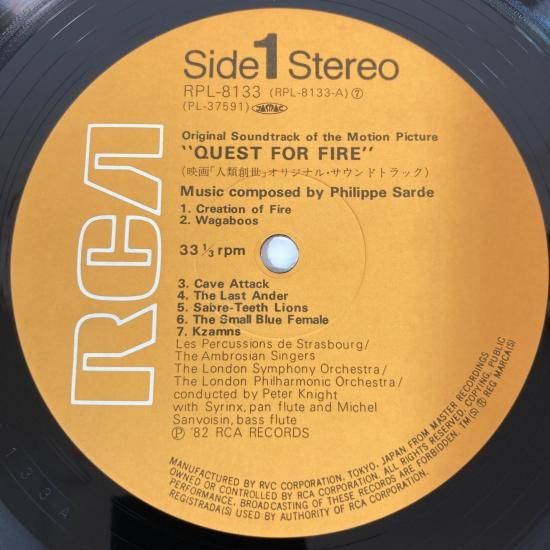 Side 1 Stereo
RPL-8133 (RPL-8133-A) ⑦
(PL-37591) JASRAC
Original Soundtrack of the Motion Picture
"QUEST FOR FIRE"
(映画「人類創世」オリジナル・サウンドトラック)
Music composed by Philippe Sarde
1. Creation of Fire
2. Wagaboos
33 1/3 rpm
3. Cave Attack
4. The Last Ander
5. Sabre-Teeth Lions
6. The Small Blue Female
7. Kzamns
Les Percussions de Strasbourg/
The Ambrosian Singers
The London Symphony Orchestra/
The London Philharmonic Orchestra/
conducted by Peter Knight
with Syrinx, pan flute and Michel
Sanvoisin, bass flute
Ⓟ '82 RCA RECORDS
RCA
MANUFACTURED BY RVC CORPORATION, TOKYO, JAPAN FROM MASTER RECORDINGS
OWNED OR CONTROLLED BY RCA CORPORATION. ALL RIGHTS RESERVED, COPYING, PUBLIC
PERFORMANCE, BROADCASTING OF THESE RECORDS ARE FORBIDDEN. TM(S) ® REG MARCA(S)
REGISTRADA(S) USED BY AUTHORITY OF RCA CORPORATION.
133A